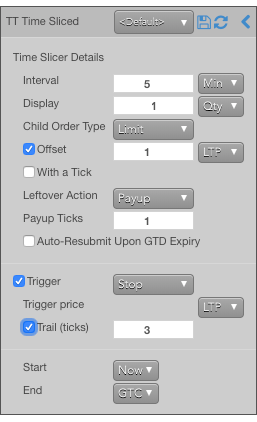 TT Time Sliced <Default>
Time Slicer Details
Interval 5 Min
Display 1 Qty
Child Order Type Limit
Offset 1 LTP
With a Tick
Leftover Action Payup
Payup Ticks 1
Auto-Resubmit Upon GTD Expiry
Trigger Stop
Trigger price LTP
Trail (ticks) 3
Start Now
End GTC